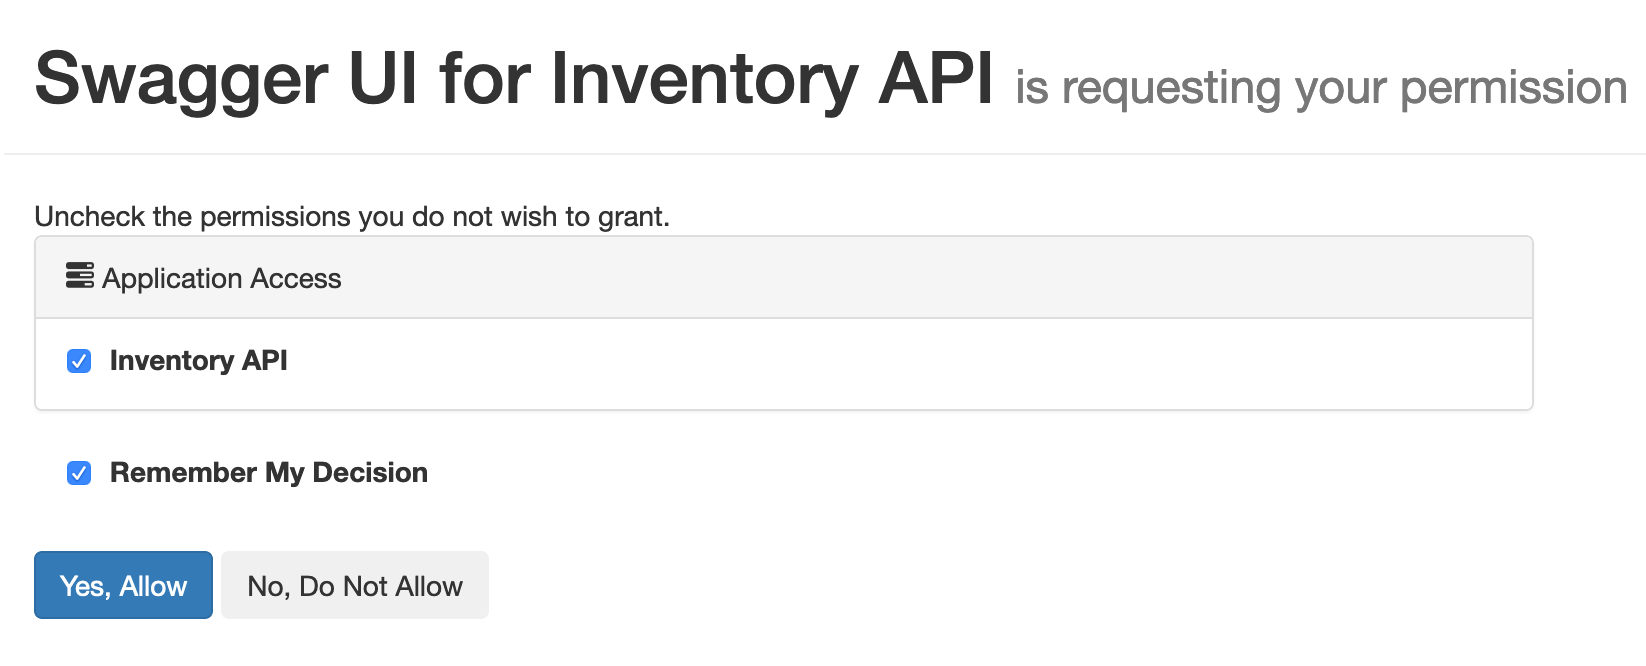 Swagger UI for Inventory API is requesting your permission
Uncheck the permissions you do not wish to grant.
Application Access
Inventory API
Remember My Decision
Yes, Allow
No, Do Not Allow